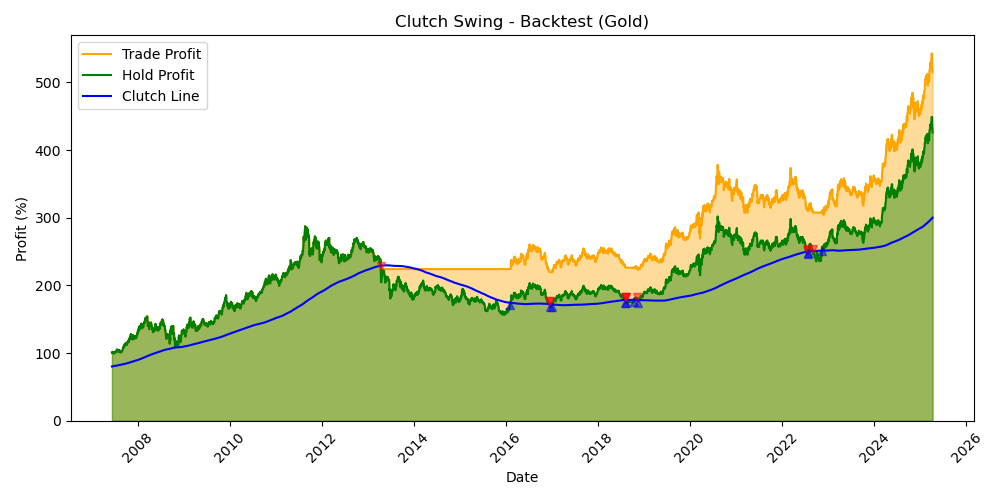 Clutch Swing - Backtest (Gold)
Trade Profit
Hold Profit
Clutch Line
Profit (%)
500
400
300
200
100
0
2008
2010
2012
2014
2016
2018
2020
2022
2024
2026
Date